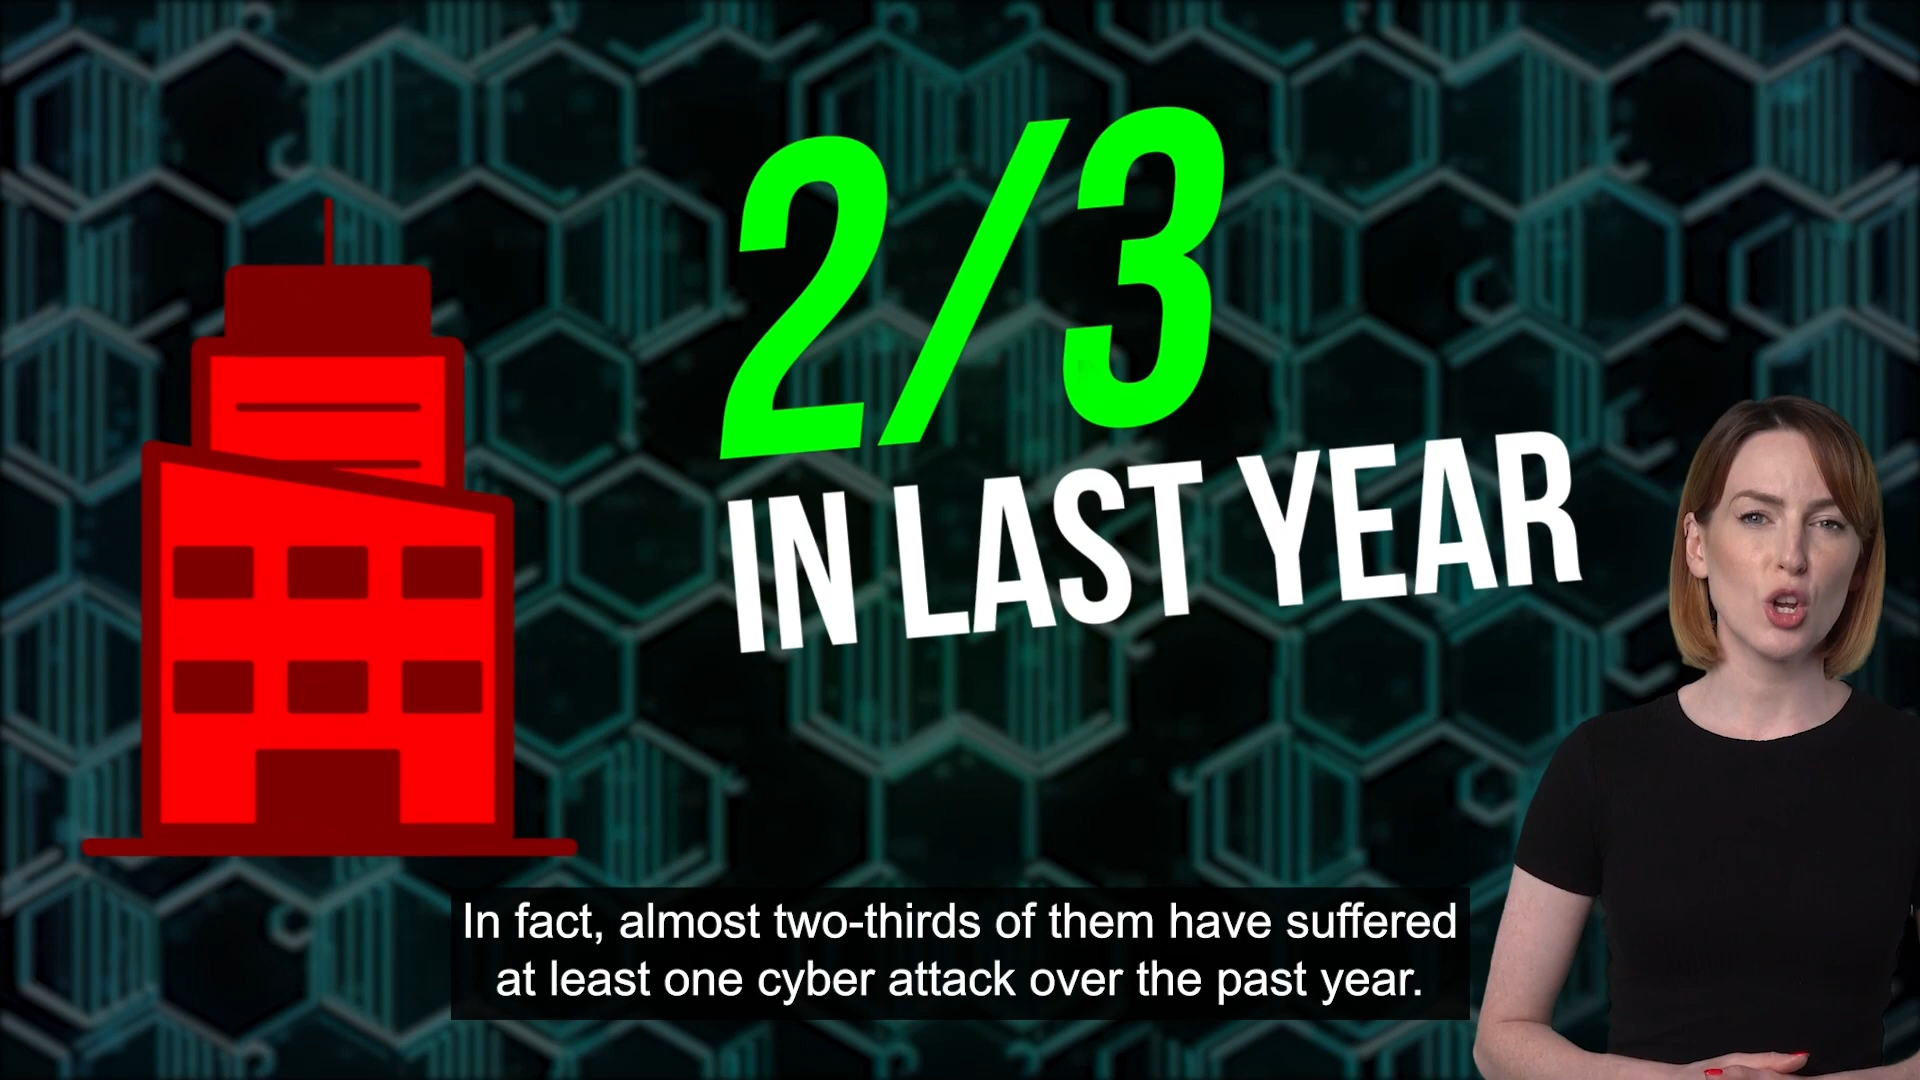 2/3
IN LAST YEAR
In fact, almost two-thirds of them have suffered
at least one cyber attack over the past year.